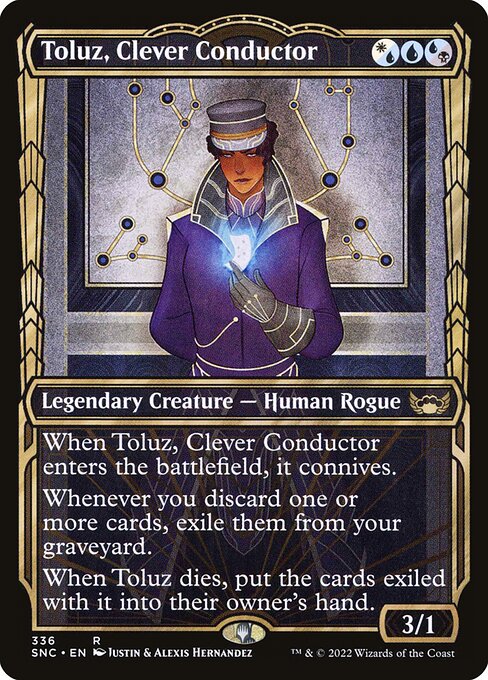 Toluz, Clever Conductor
Legendary Creature — Human Rogue
When Toluz, Clever Conductor
enters the battlefield, it connives.
Whenever you discard one or
more cards, exile them from your
graveyard.
When Toluz dies, put the cards exiled
with it into their owner's hand.
3/1
336 R
SNC • EN Justin & Alexis Hernandez
™ & © 2022 Wizards of the Coast